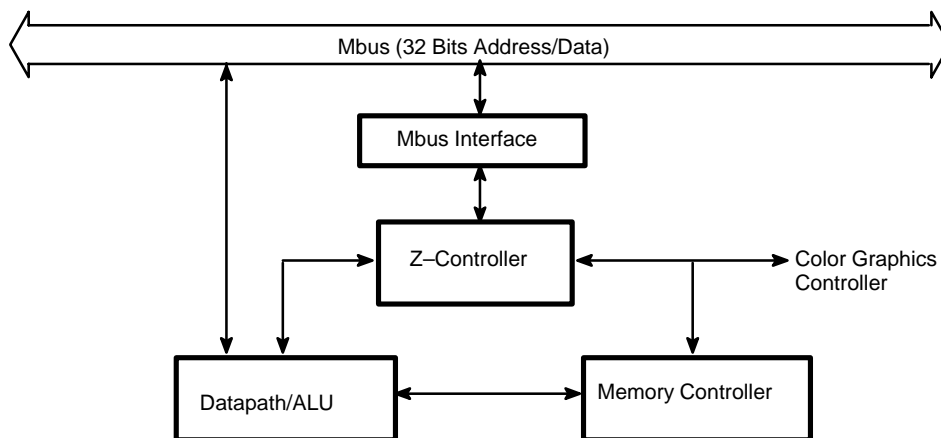 Mbus (32 Bits Address/Data)
Mbus Interface
Z–Controller
Color Graphics
Controller
Datapath/ALU
Memory Controller